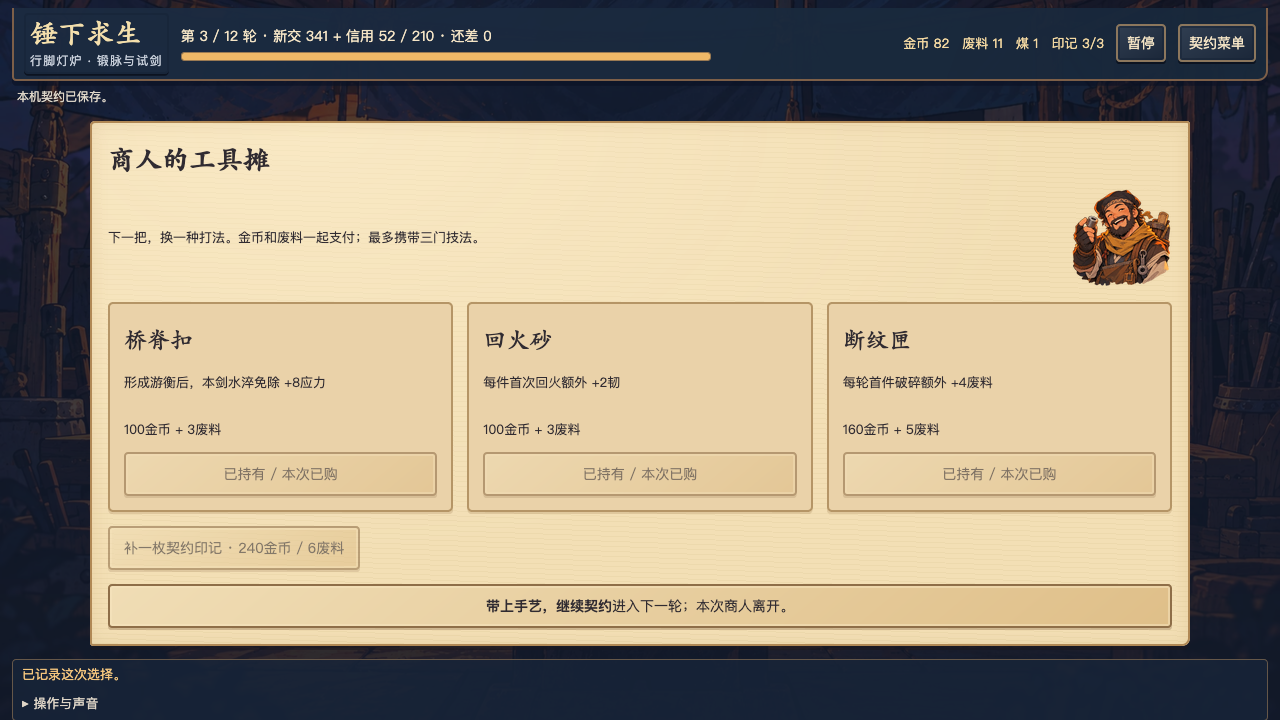 锤下求生
行脚灯炉 · 锻脉与试剑
第 3 / 12 轮 · 新交 341 + 信用 52 / 210 · 还差 0
金币 82 废料 11 煤 1 印记 3/3
暂停
契约菜单
本机契约已保存。
商人的工具摊
下一把，换一种打法。金币和废料一起支付；最多携带三门技法。
桥脊扣
形成游衡后，本剑水淬免除 +8应力
100金币 + 3废料
已持有 / 本次已购
回火砂
每件首次回火额外 +2韧
100金币 + 3废料
已持有 / 本次已购
断纹匣
每轮首件破碎额外 +4废料
160金币 + 5废料
已持有 / 本次已购
补一枚契约印记 · 240金币 / 6废料
带上手艺，继续契约进入下一轮；本次商人离开。
已记录这次选择。
▸ 操作与声音